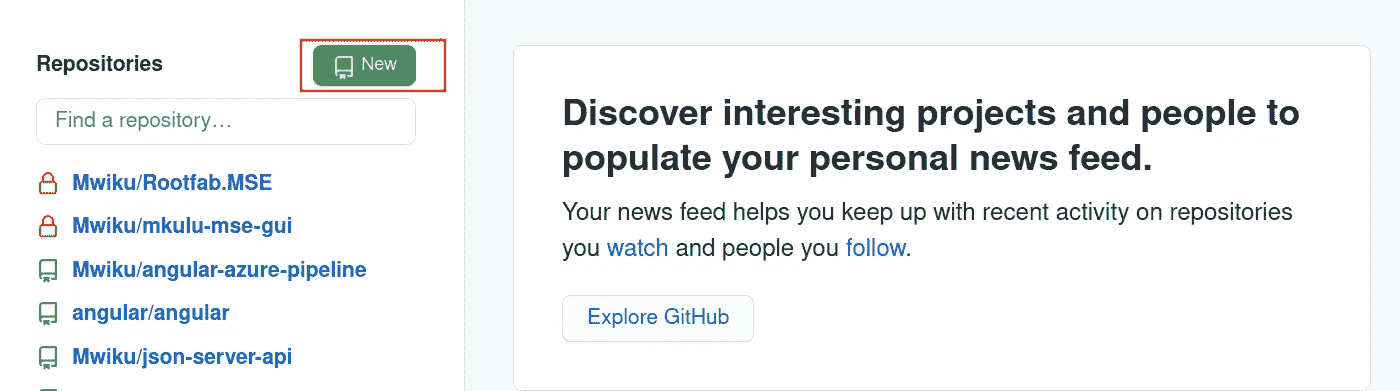 Repositories
New
Find a repository…
Mwiku/Rootfab.MSE
Mwiku/mkulu-mse-gui
Mwiku/angular-azure-pipeline
angular/angular
Mwiku/json-server-api
Discover interesting projects and people to
populate your personal news feed.
Your news feed helps you keep up with recent activity on repositories
you watch and people you follow.
Explore GitHub